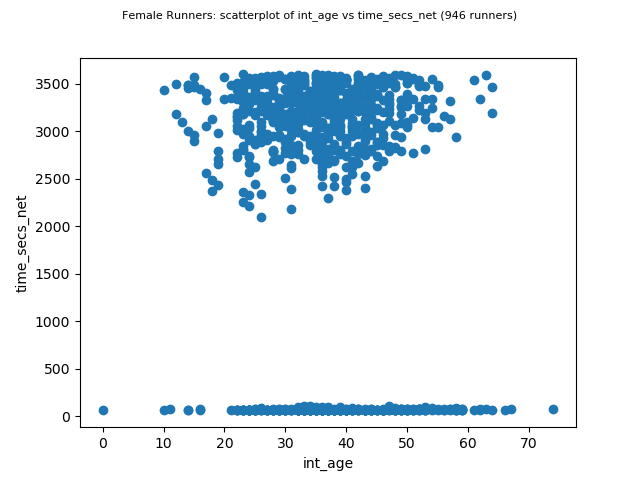 Female Runners: scatterplot of int_age vs time_secs_net (946 runners)
time_secs_net
3500
3000
2500
2000
1500
1000
500
0
0 10 20 30 40 50 60 70
int_age